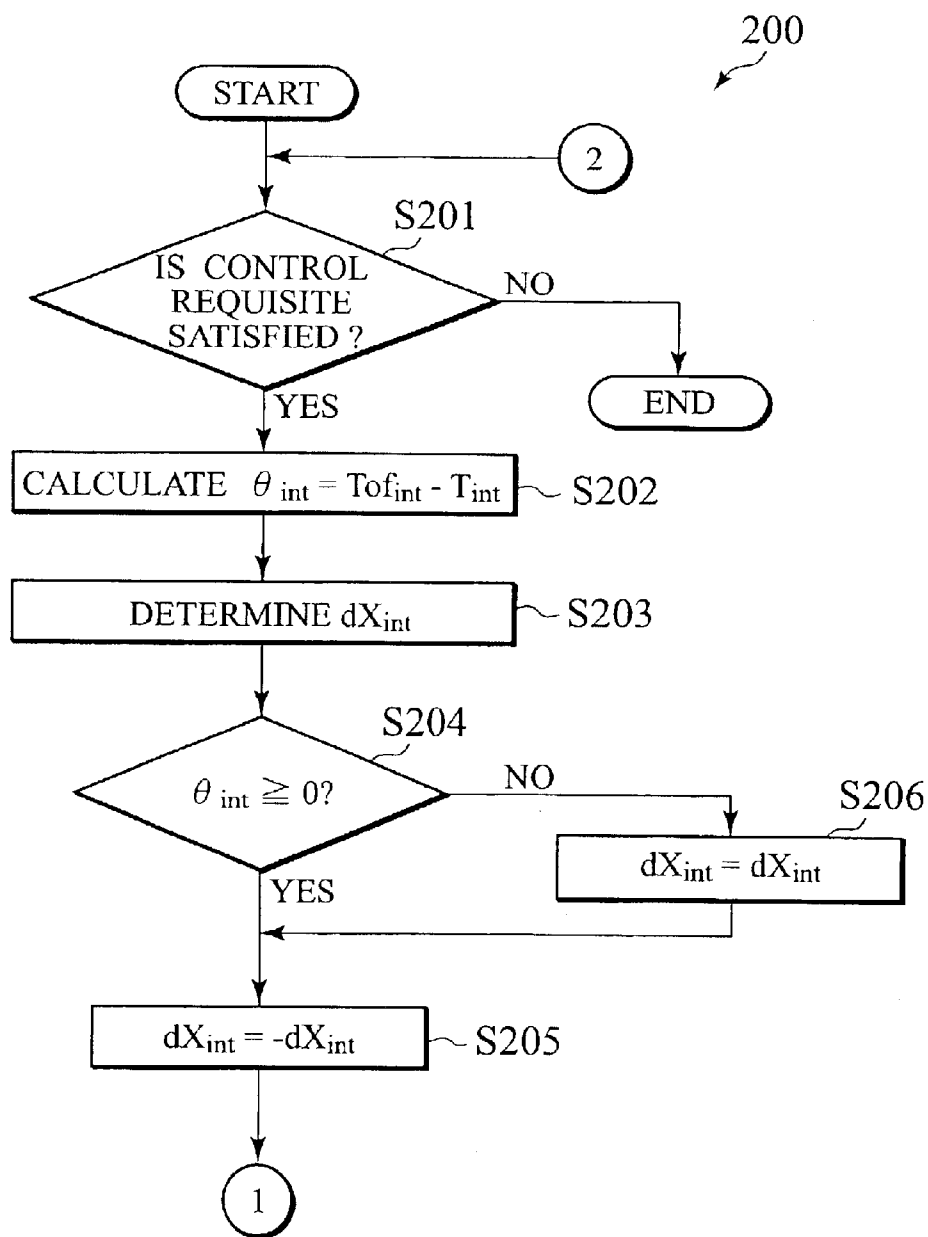 200
START
2
S201
IS CONTROL
REQUISITE
SATISFIED ?
NO
END
YES
CALCULATE θ int = Tofint - Tint
S202
DETERMINE dXint
S203
S204
θ int ≧ 0?
NO
S206
dXint = dXint
YES
dXint = -dXint
S205
1